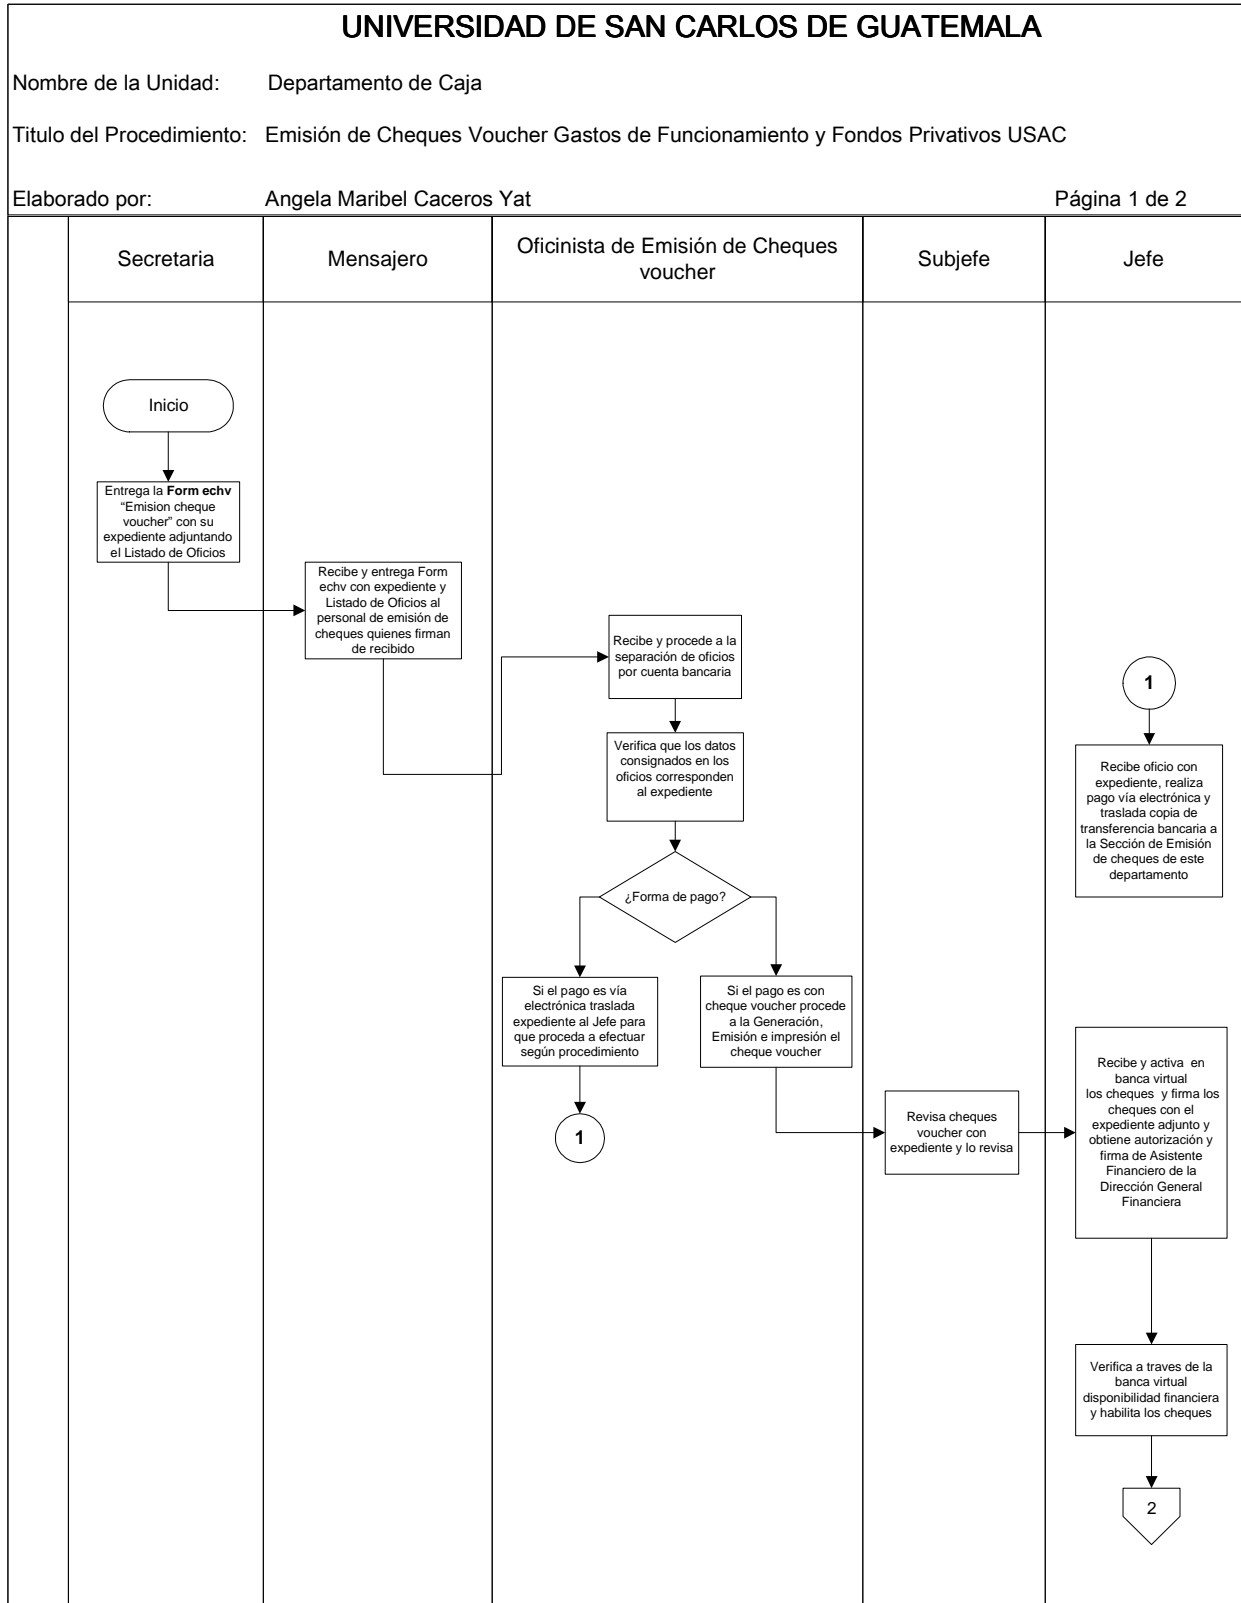 UNIVERSIDAD DE SAN CARLOS DE GUATEMALA
Nombre de la Unidad: Departamento de Caja
Titulo del Procedimiento: Emisión de Cheques Voucher Gastos de Funcionamiento y Fondos Privativos USAC
Elaborado por: Angela Maribel Caceros Yat Página 1 de 2
Secretaria
Mensajero
Oficinista de Emisión de Cheques
voucher
Subjefe
Jefe
Inicio
Entrega la Form echv
“Emision cheque
voucher” con su
expediente adjuntando
el Listado de Oficios
Recibe y entrega Form
echv con expediente y
Listado de Oficios al
personal de emisión de
cheques quienes firman
de recibido
Recibe y procede a la
separación de oficios
por cuenta bancaria
Verifica que los datos
consignados en los
oficios corresponden
al expediente
¿Forma de pago?
Si el pago es vía
electrónica traslada
expediente al Jefe para
que proceda a efectuar
según procedimiento
1
Si el pago es con
cheque voucher procede
a la Generación,
Emisión e impresión el
cheque voucher
Revisa cheques
voucher con
expediente y lo revisa
1
Recibe oficio con
expediente, realiza
pago vía electrónica y
traslada copia de
transferencia bancaria a
la Sección de Emisión
de cheques de este
departamento
Recibe y activa en
banca virtual
los cheques y firma los
cheques con el
expediente adjunto y
obtiene autorización y
firma de Asistente
Financiero de la
Dirección General
Financiera
Verifica a traves de la
banca virtual
disponibilidad financiera
y habilita los cheques
2